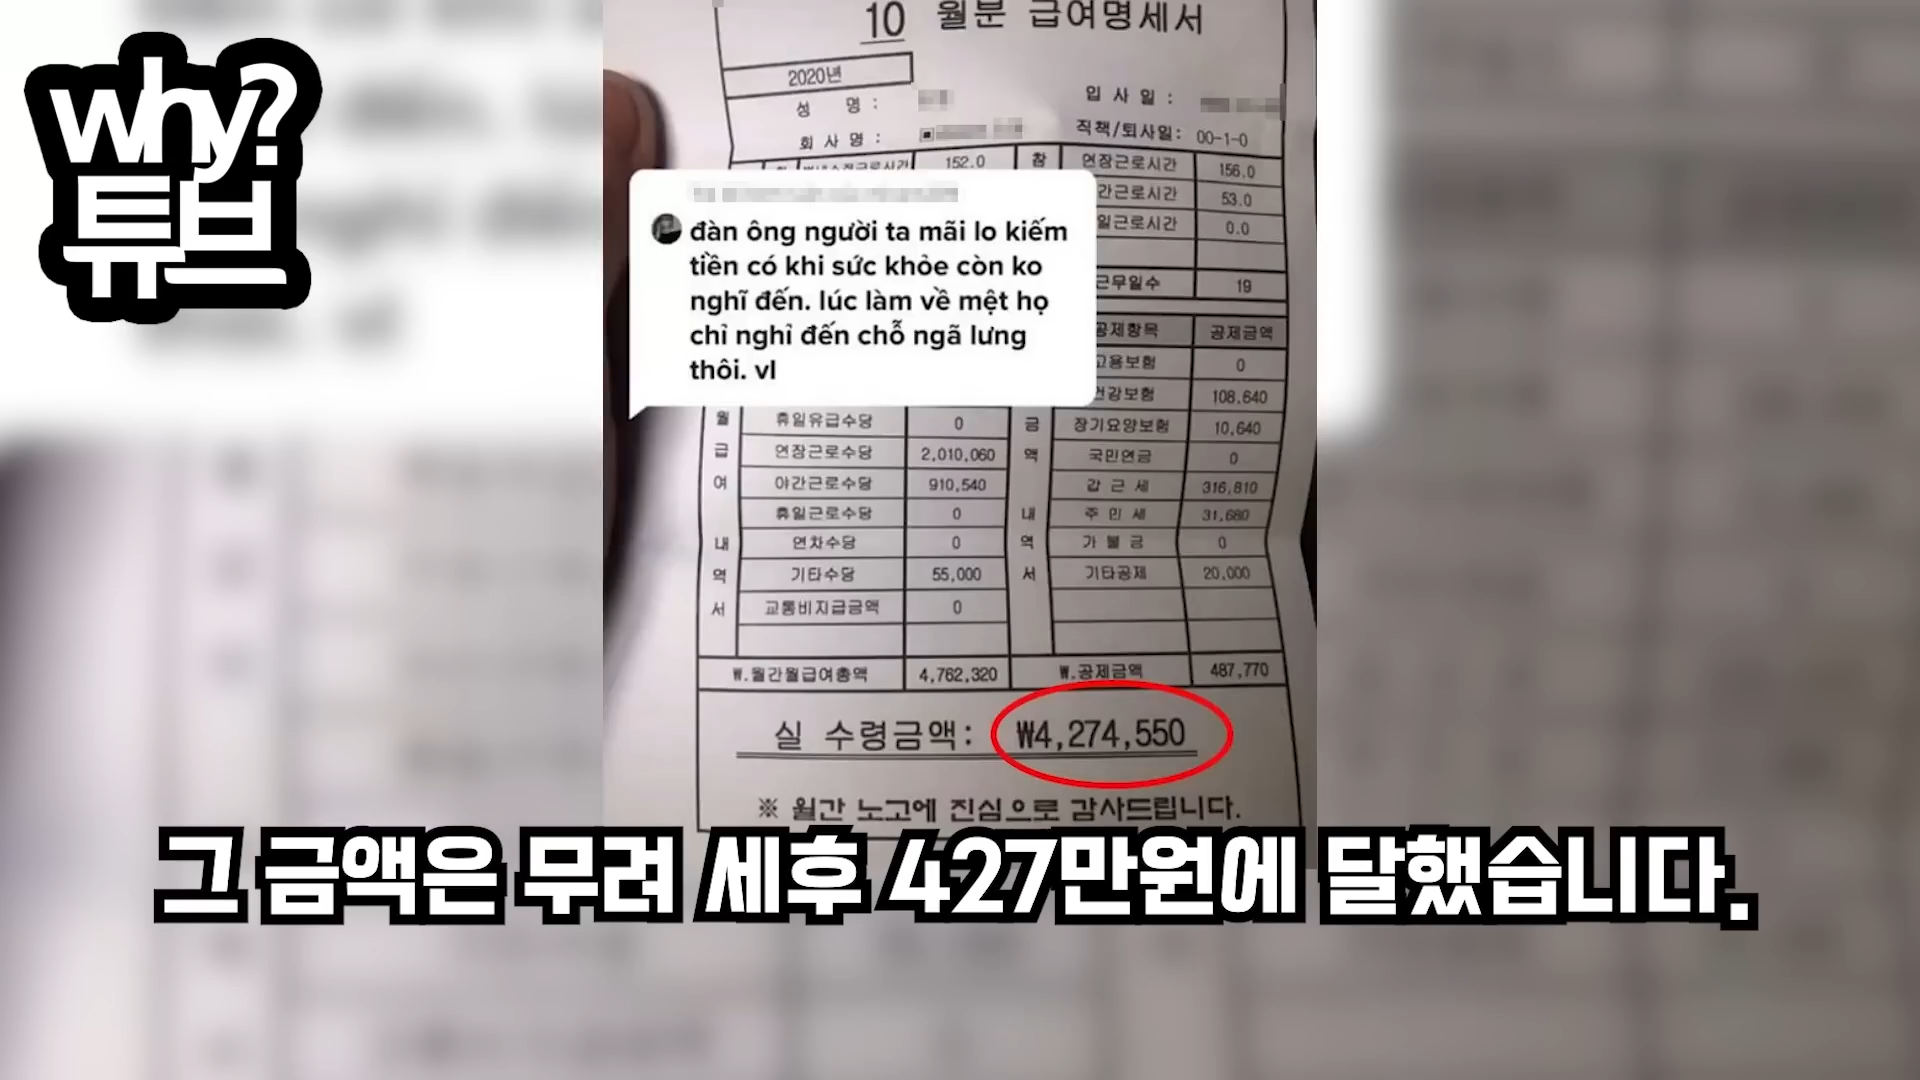 why?
튜브
10 월분 급여명세서
2020년
성 명 :
입 사 일 :
회 사 명 :
직책/퇴사일: 00-1-0
152.0 참 연장근로시간 156.0
간근로시간 53.0
일근로시간 0.0
근무일수 19
đàn ông người ta mãi lo kiếm
tiền có khi sức khỏe còn ko
nghĩ đến. lúc làm về mệt họ
chỉ nghỉ đến chỗ ngã lưng
thôi. vl
공제항목 공제금액
고용보험 0
건강보험 108,640
월 휴일유급수당 0 금 장기요양보험 10,640
급 연장근로수당 2,010,060 액 국민연금 0
여 야간근로수당 910,540 갑 근 세 316,810
휴일근로수당 0 내 주 민 세 31,680
내 연차수당 0 역 가 불 금 0
역 기타수당 55,000 서 기타공제 20,000
서 교통비지급금액 0
₩.월간월급여총액 4,762,320 ₩.공제금액 487,770
실 수령금액: ₩4,274,550
※ 월간 노고에 진심으로 감사드립니다.
그 금액은 무려 세후 427만원에 달했습니다.